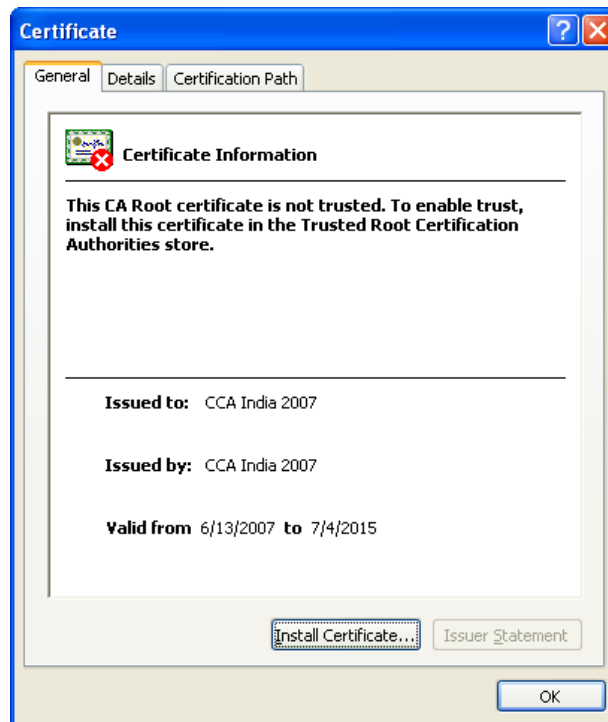 Certificate
General Details Certification Path
Certificate Information
This CA Root certificate is not trusted. To enable trust,
install this certificate in the Trusted Root Certification
Authorities store.
Issued to: CCA India 2007
Issued by: CCA India 2007
Valid from 6/13/2007 to 7/4/2015
Install Certificate... Issuer Statement
OK